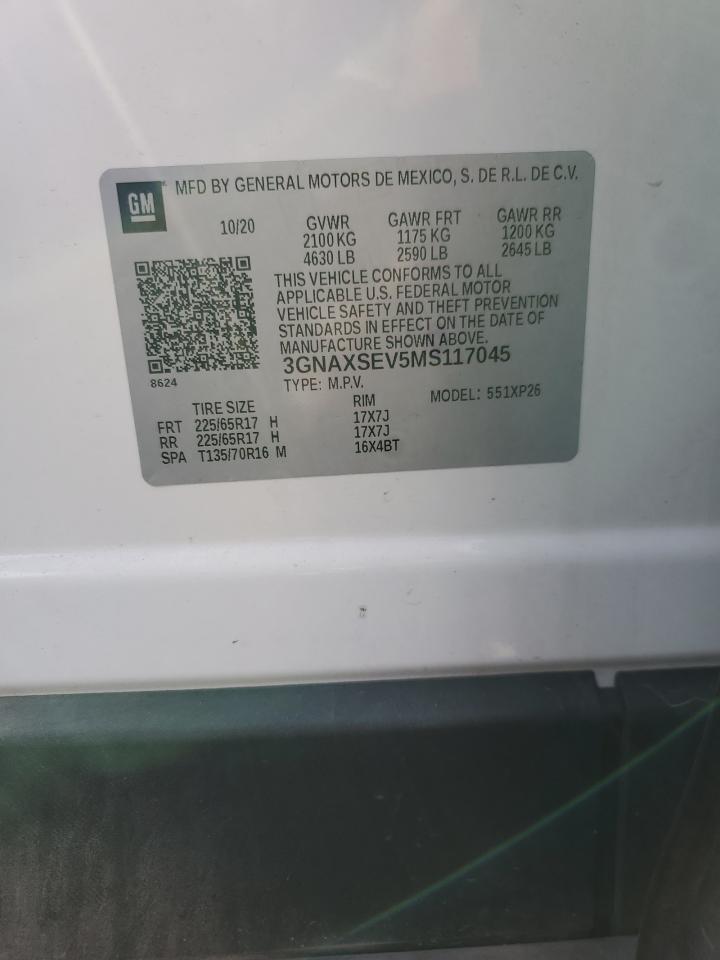 GM
MFD BY GENERAL MOTORS DE MEXICO, S. DE R.L. DE C.V.
10/20 GVWR GAWR FRT GAWR RR
2100 KG 1175 KG 1200 KG
4630 LB 2590 LB 2645 LB
THIS VEHICLE CONFORMS TO ALL
APPLICABLE U.S. FEDERAL MOTOR
VEHICLE SAFETY AND THEFT PREVENTION
STANDARDS IN EFFECT ON THE DATE OF
MANUFACTURE SHOWN ABOVE.
3GNAXSEV5MS117045
8624
TYPE: M.P.V. MODEL: 551XP26
TIRE SIZE RIM
FRT 225/65R17 H 17X7J
RR 225/65R17 H 17X7J
SPA T135/70R16 M 16X4BT